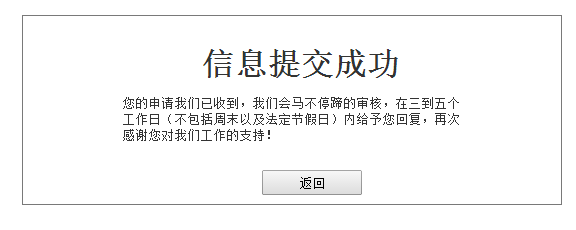 信息提交成功
您的申请我们已收到，我们会马不停蹄的审核，在三到五个
工作日（不包括周末以及法定节假日）内给予您回复，再次
感谢您对我们工作的支持！
返回